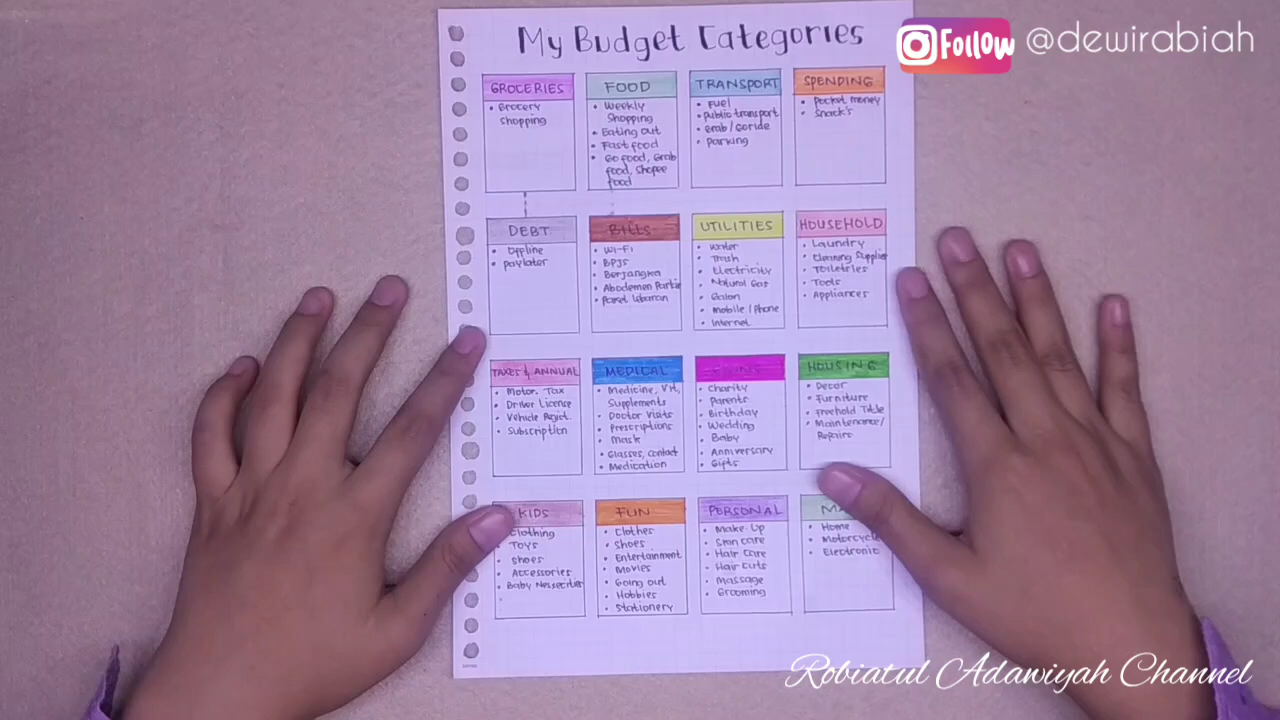 My Budget Categories
Follow @dewirabiah
GROCERIES
• Grocery
shopping
FOOD
• Weekly
Shopping
• Eating out
• Fast food
• Go food, Grab
food, Shopee
food
TRANSPORT
• Fuel
• public transport
• Grab / Goride
• parking
SPENDING
• Pocket money
• Snack's
DEBT
• Offline
• paylater
BILLS
• Wi-Fi
• BPJS
• Berjangka
• Abodemen
• Paket lebaran
UTILITIES
• Water
• Trash
• Electricity
• Natural Gas
• Galon
• Mobile / Phone
• Internet
HOUSEHOLD
• Laundry
• Cleaning Supplier
• Toiletries
• Tools
• Appliances
TAXES & ANNUAL
• Motor. Tax
• Driver Licence
• Vehicle Regist.
• Subscription
MEDICAL
• Medicine, Vit,
Supplements
• Doctor Visits
• Prescriptions
• Mask
• Glasses, Contact
• Medication
• Charity
• Parents
• Birthday
• Wedding
• Baby
• Anniversary
• Gifts
HOUSING
• Decor
• Furniture
• Freehold Title
• Maintenance/
Repairs
KIDS
• Clothing
• Toys
• Shoes
• Accessories
• Baby
FUN
• Clothes
• Shoes
• Entertainment
• Movies
• Going out
• Hobbies
• Stationery
PERSONAL
• Make-Up
• Skin care
• Hair Care
• Hair cuts
• Massage
• Grooming
• Home
• Motorcycle
• Electronic
Robiatul Adawiyah Channel